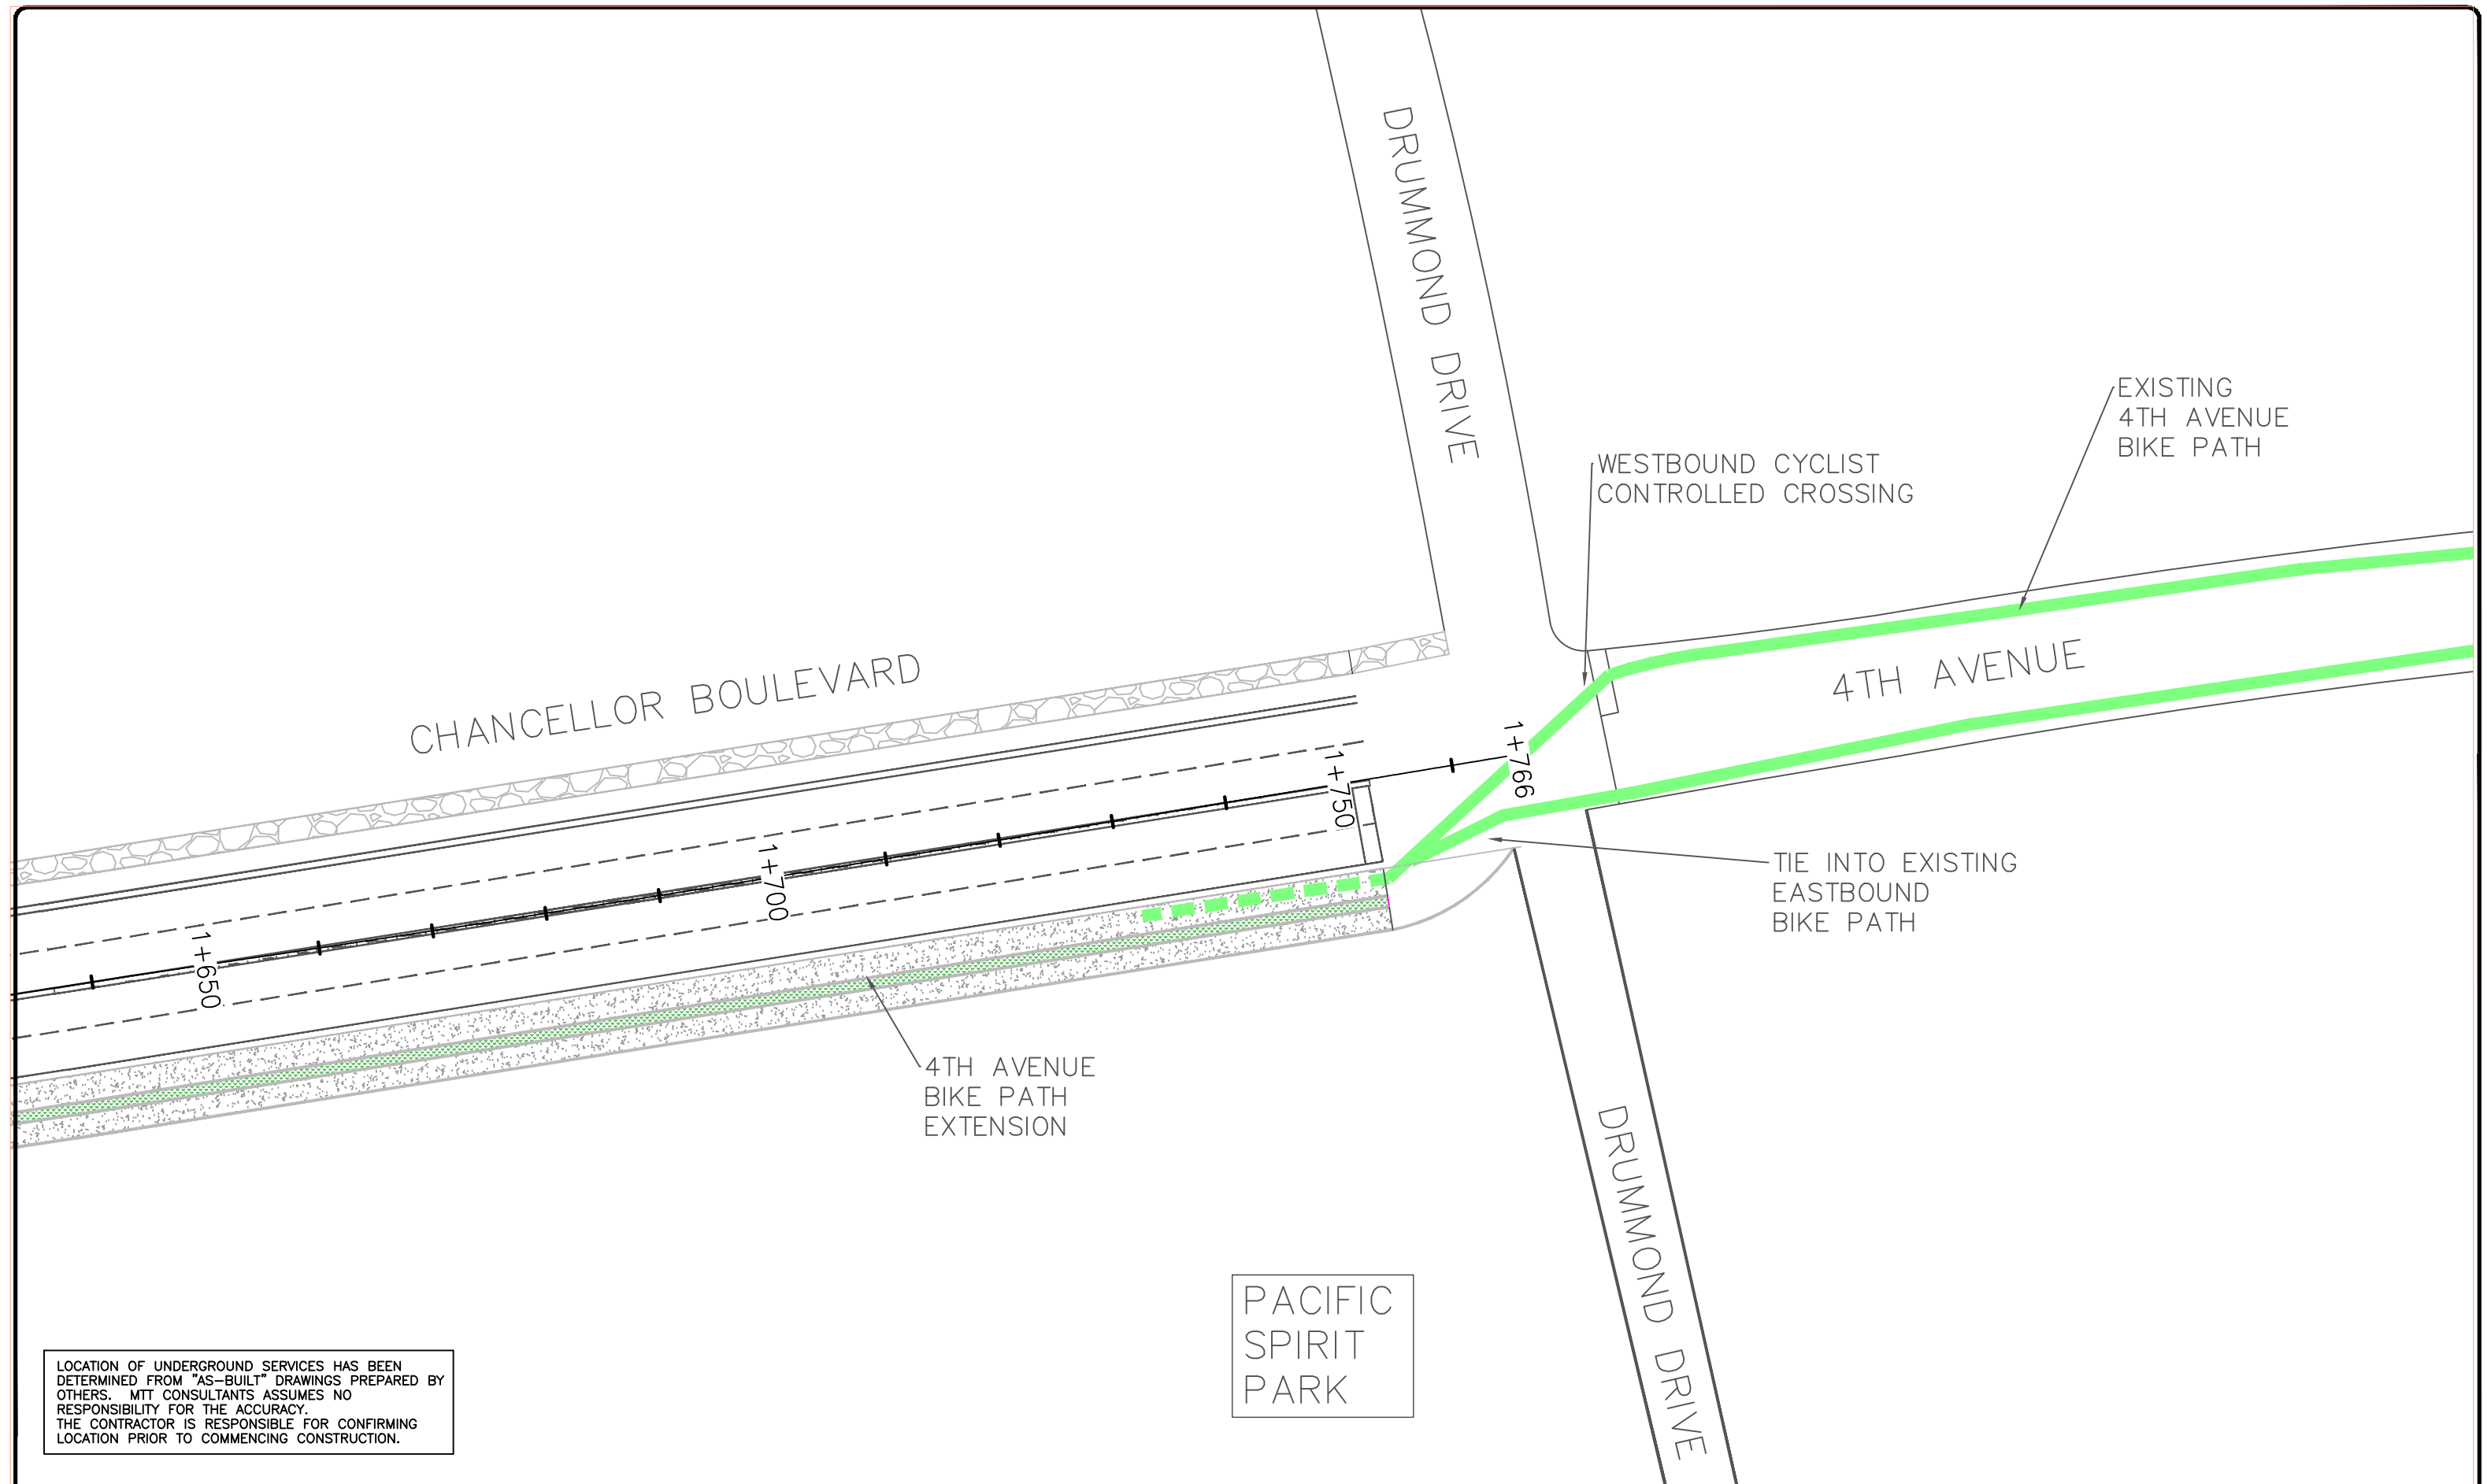 DRUMMOND DRIVE
EXISTING
4TH AVENUE
BIKE PATH
WESTBOUND CYCLIST
CONTROLLED CROSSING
CHANCELLOR BOULEVARD
4TH AVENUE
1+766
1+750
1+700
1+650
TIE INTO EXISTING
EASTBOUND
BIKE PATH
4TH AVENUE
BIKE PATH
EXTENSION
DRUMMOND DRIVE
PACIFIC
SPIRIT
PARK
LOCATION OF UNDERGROUND SERVICES HAS BEEN
DETERMINED FROM "AS-BUILT" DRAWINGS PREPARED BY
OTHERS. MTT CONSULTANTS ASSUMES NO
RESPONSIBILITY FOR THE ACCURACY.
THE CONTRACTOR IS RESPONSIBLE FOR CONFIRMING
LOCATION PRIOR TO COMMENCING CONSTRUCTION.